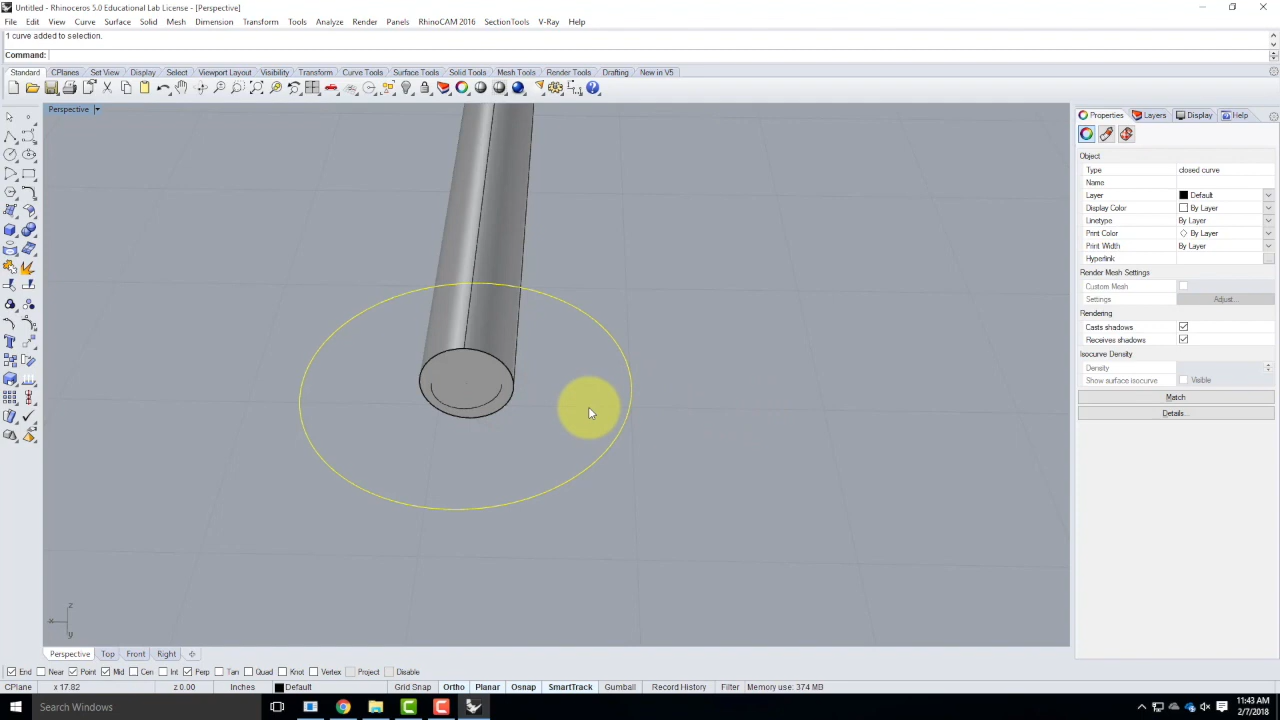 Untitled - Rhinoceros 5.0 Educational Lab License - [Perspective]
File Edit View Curve Surface Solid Mesh Dimension Transform Tools Analyze Render Panels RhinoCAM 2016 SectionTools V-Ray Help
1 curve added to selection.
Command:
Standard CPlanes Set View Display Select Viewport Layout Visibility Transform Curve Tools Surface Tools Solid Tools Mesh Tools Render Tools Drafting New in V5
Perspective
Properties Layers Display Help
Object
Type closed curve
Name
Layer Default
Display Color By Layer
Linetype By Layer
Print Color By Layer
Print Width By Layer
Hyperlink ...
Render Mesh Settings
Custom Mesh
Settings Adjust...
Rendering
Casts shadows
Receives shadows
Isocurve Density
Density
Show surface isocurve Visible
Match
Details...
z
x
y
Perspective Top Front Right
End Near Point Mid Cen Int Perp Tan Quad Knot Vertex Project Disable
CPlane x 17.82 z 0.00 Inches Default Grid Snap Ortho Planar Osnap SmartTrack Gumball Record History Filter Memory use: 374 MB
Search Windows
11:43 AM
2/7/2018